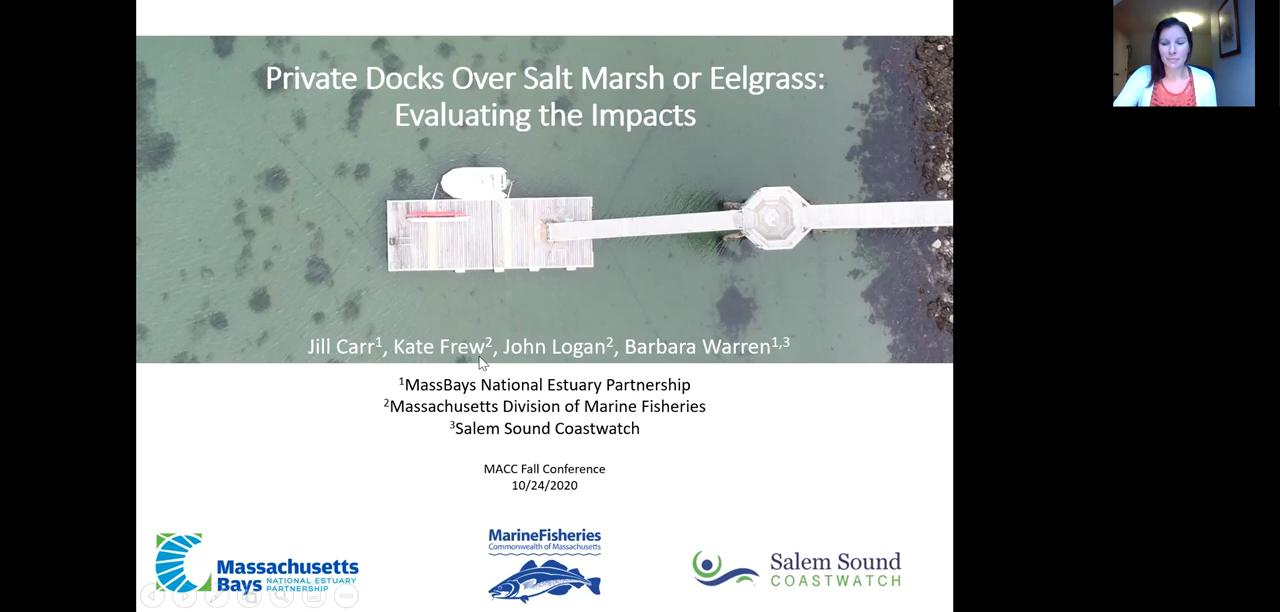 Private Docks Over Salt Marsh or Eelgrass:
Evaluating the Impacts
Jill Carr¹, Kate Frew², John Logan², Barbara Warren¹,³
¹MassBays National Estuary Partnership
²Massachusetts Division of Marine Fisheries
³Salem Sound Coastwatch
MACC Fall Conference
10/24/2020
Massachusetts
Bays NATIONAL ESTUARY
PARTNERSHIP
MarineFisheries
Commonwealth of Massachusetts
Salem Sound
COASTWATCH